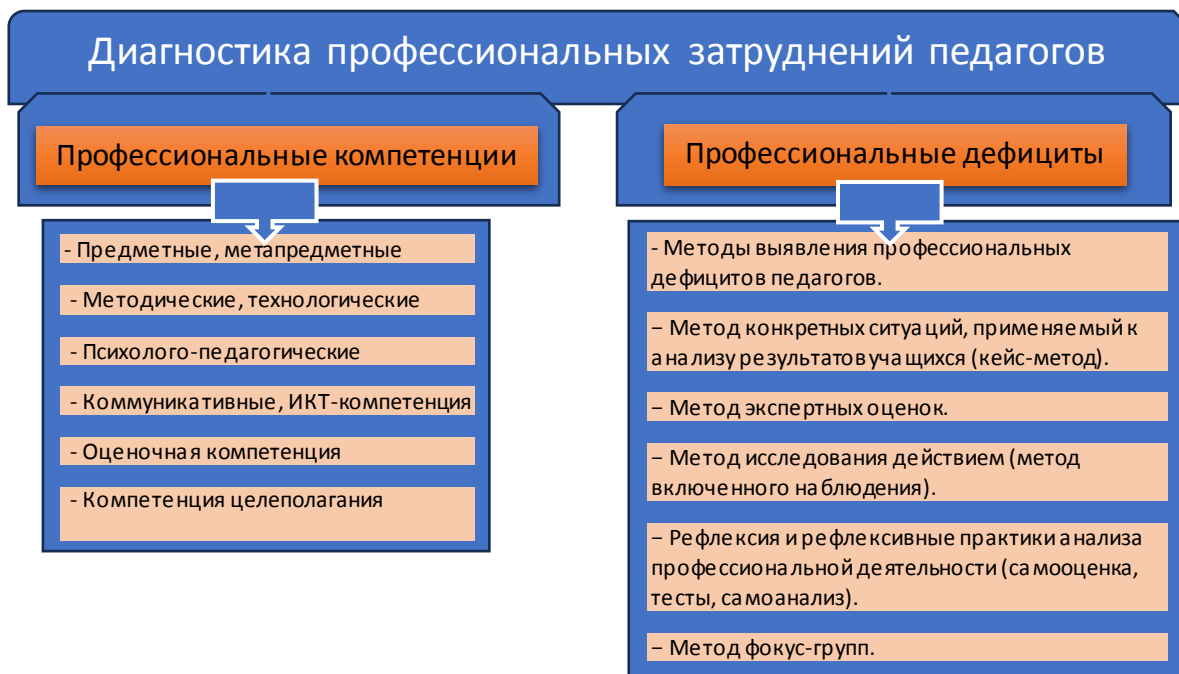 Диагностика профессиональных затруднений педагогов
Профессиональные компетенции
- Предметные, метапредметные
- Методические, технологические
- Психолого-педагогические
- Коммуникативные, ИКТ-компетенция
- Оценочная компетенция
- Компетенция целеполагания
Профессиональные дефициты
- Методы выявления профессиональных
дефицитов педагогов.
− Метод конкретных ситуаций, применяемый к
анализу результатов учащихся (кейс-метод).
− Метод экспертных оценок.
− Метод исследования действием (метод
включенного наблюдения).
− Рефлексия и рефлексивные практики анализа
профессиональной деятельности (самооценка,
тесты, самоанализ).
− Метод фокус-групп.